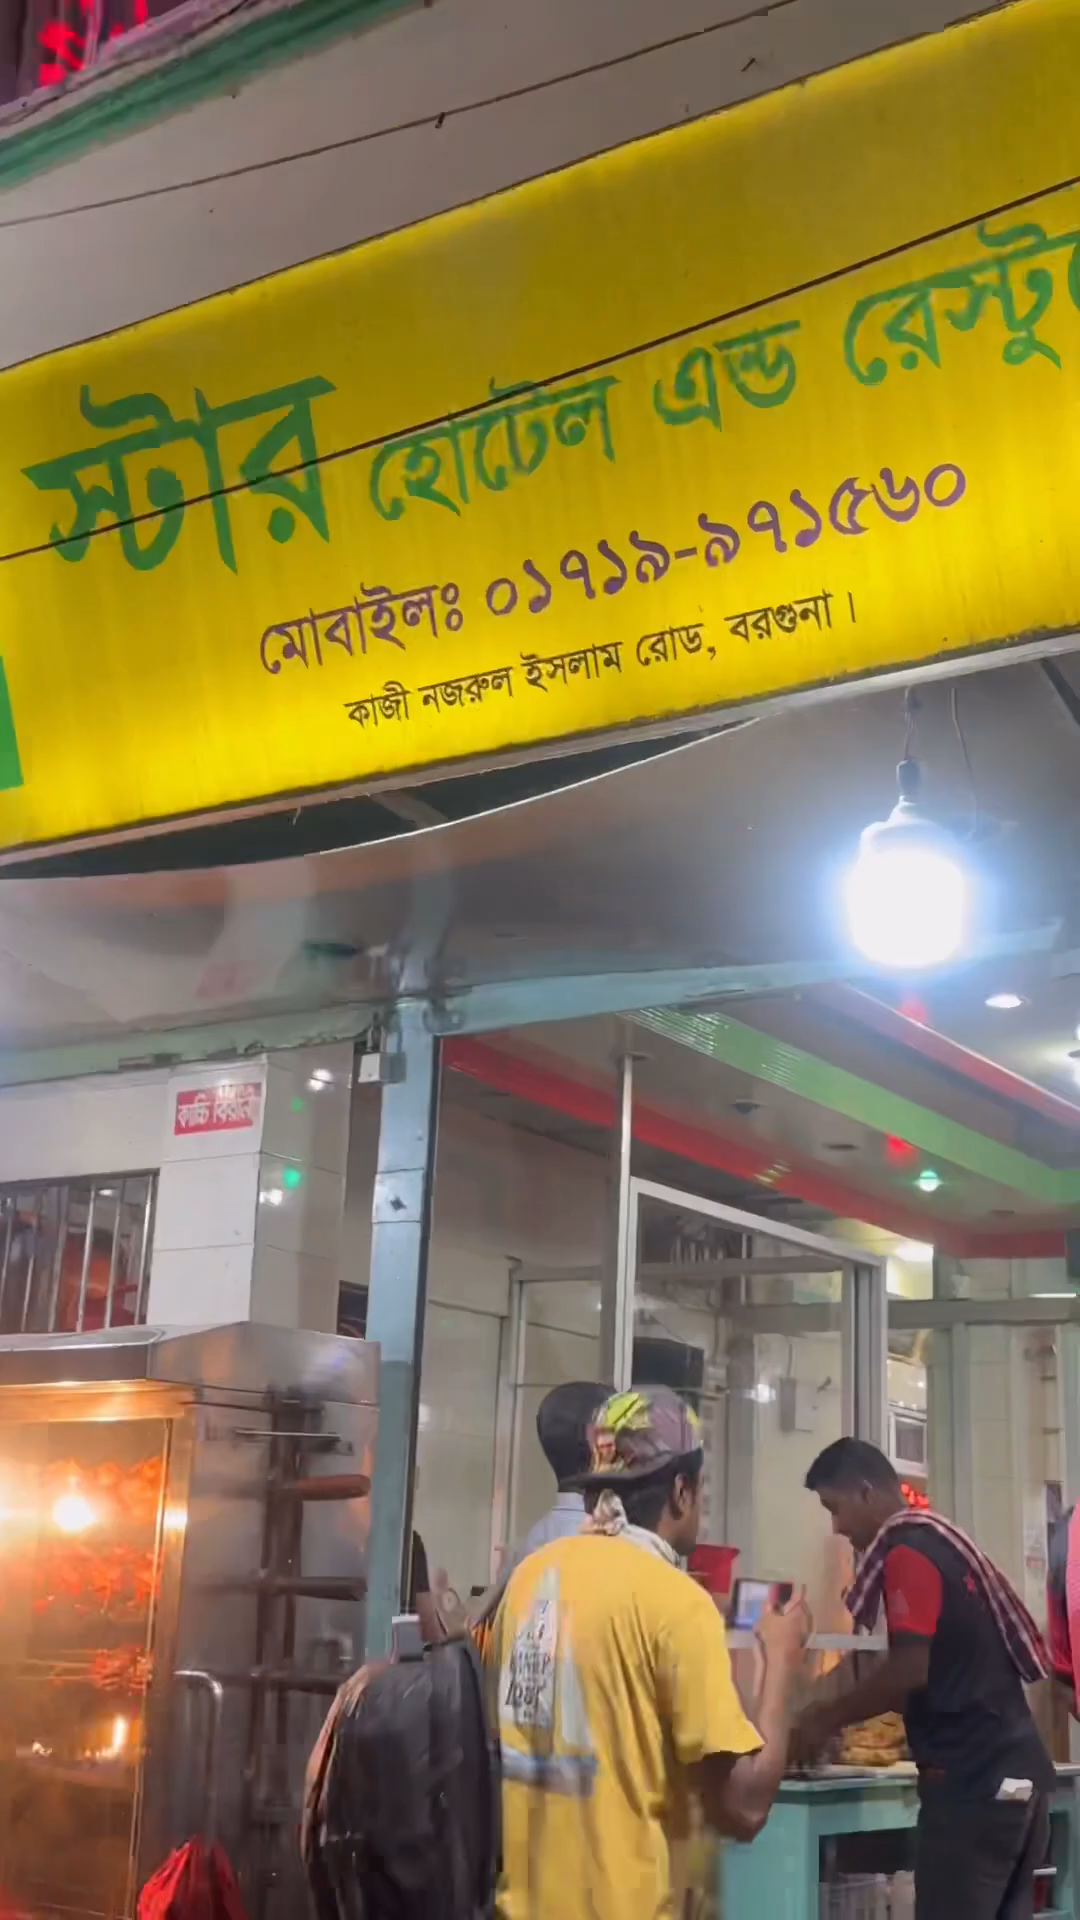 স্টার হোটেল এন্ড
মোবাইলঃ ০১৭১৯-৯৭১৫৬০
কাজী নজরুল ইসলাম রোড, বরগুনা।
কাচ্চি বিরানী